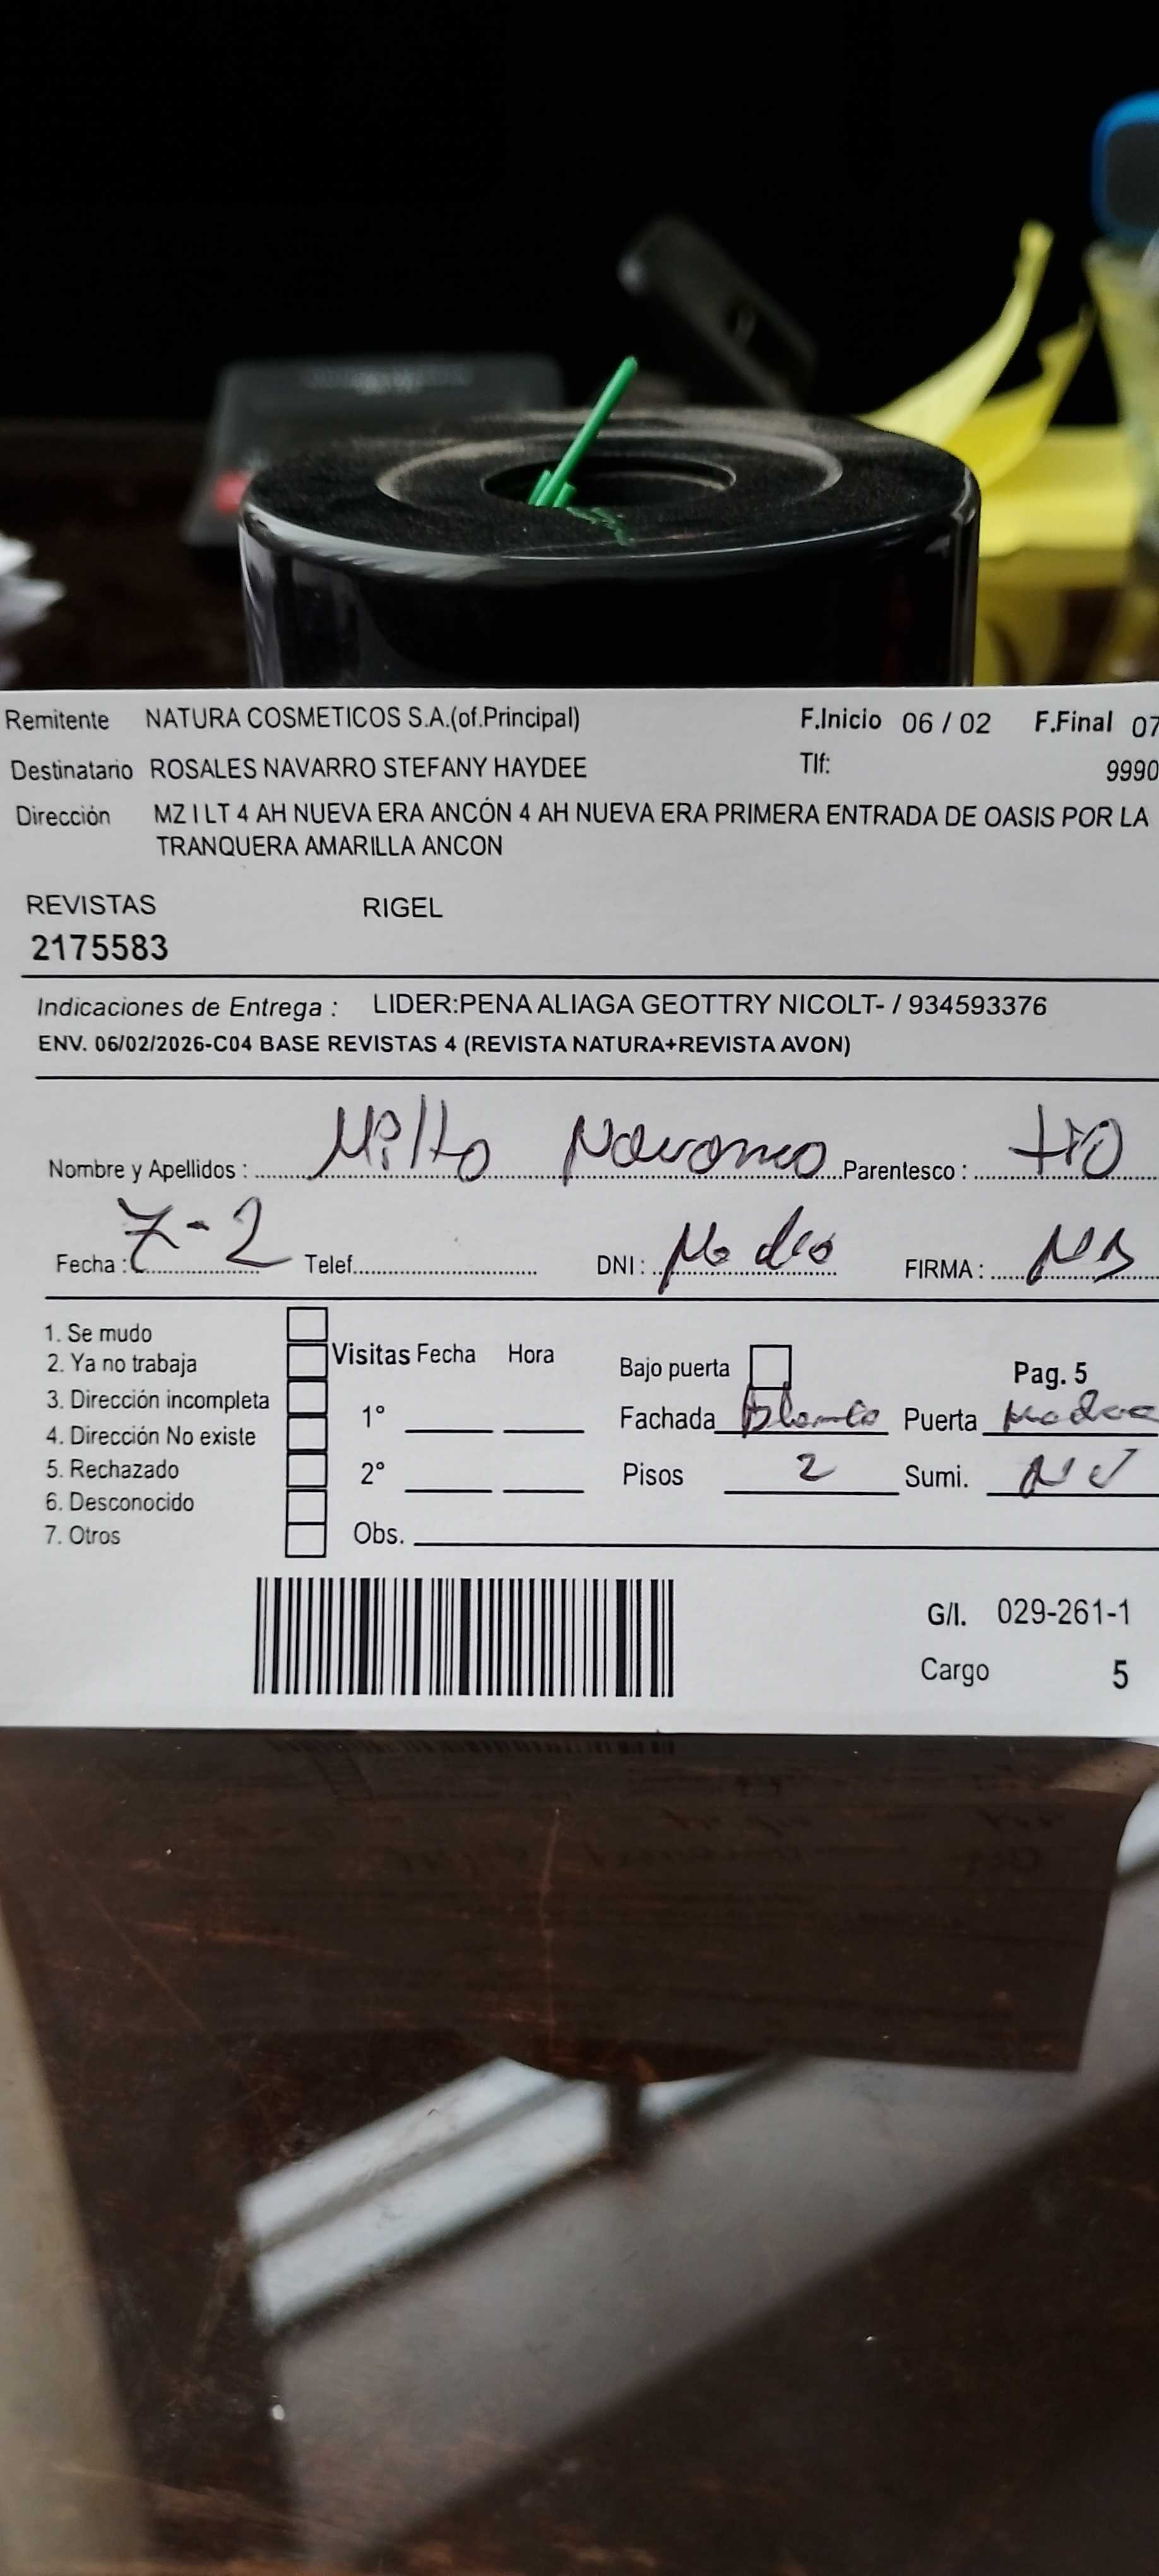 Remitente NATURA COSMETICOS S.A.(of.Principal) F.Inicio 06 / 02 F.Final 07
Destinatario ROSALES NAVARRO STEFANY HAYDEE Tlf: 9990
Dirección MZ I LT 4 AH NUEVA ERA ANCÓN 4 AH NUEVA ERA PRIMERA ENTRADA DE OASIS POR LA
TRANQUERA AMARILLA ANCON
REVISTAS RIGEL
2175583
Indicaciones de Entrega : LIDER:PENA ALIAGA GEOTTRY NICOLT- / 934593376
ENV. 06/02/2026-C04 BASE REVISTAS 4 (REVISTA NATURA+REVISTA AVON)
Nombre y Apellidos : Navarro Parentesco : tio
Fecha : 7-2 Telef. DNI : No dio FIRMA :
1. Se mudo
2. Ya no trabaja Visitas Fecha Hora Bajo puerta Pag. 5
3. Dirección incompleta
4. Dirección No existe 1° Fachada Blanco Puerta
5. Rechazado 2° Pisos 2 Sumi. NV
6. Desconocido
7. Otros Obs.
G/I. 029-261-1
Cargo 5